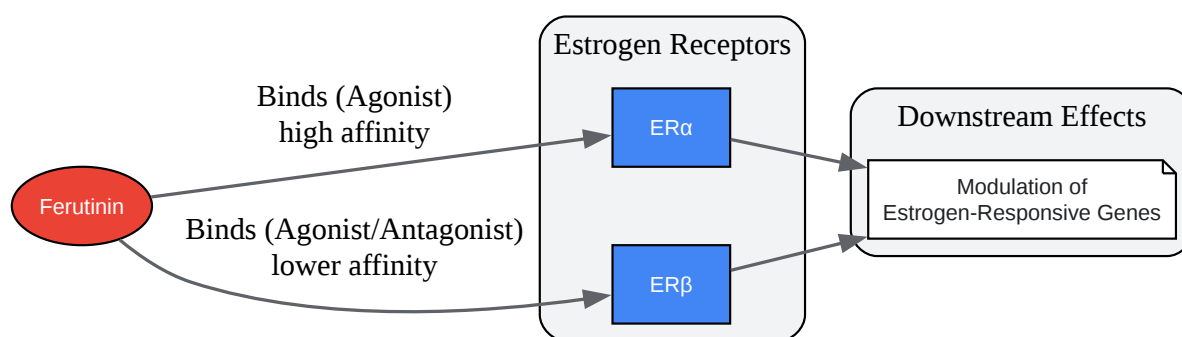 Estrogen Receptors
Binds (Agonist)
high affinity
ERα
Downstream Effects
Modulation of
Estrogen-Responsive Genes
Ferutinin
Binds (Agonist/Antagonist)
lower affinity
ERβ